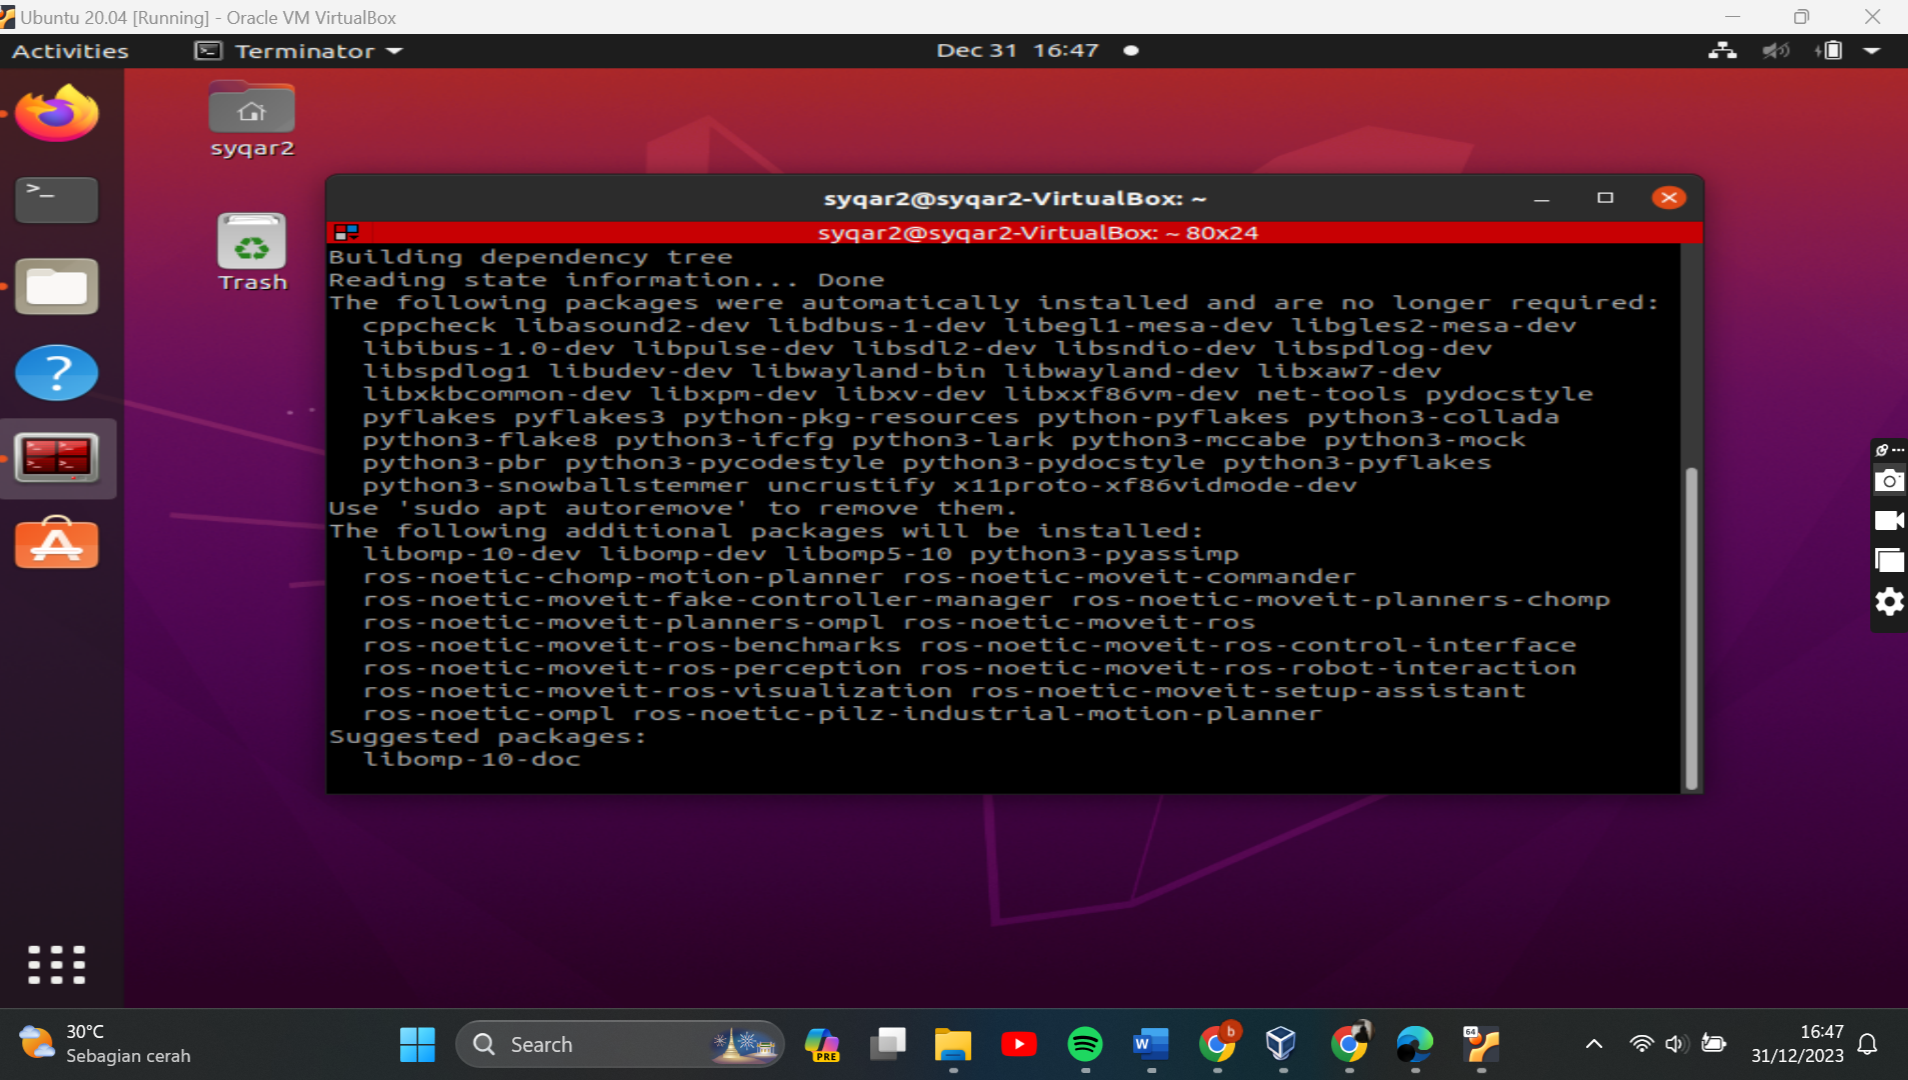 Ubuntu 20.04 [Running] - Oracle VM VirtualBox
Activities
Terminator
Dec 31 16:47
syqar2
Trash
syqar2@syqar2-VirtualBox: ~
syqar2@syqar2-VirtualBox: ~ 80x24
Building dependency tree
Reading state information... Done
The following packages were automatically installed and are no longer required:
cppcheck libasound2-dev libdbus-1-dev libegl1-mesa-dev libgles2-mesa-dev
libibus-1.0-dev libpulse-dev libsdl2-dev libsndio-dev libspdlog-dev
libspdlog1 libudev-dev libwayland-bin libwayland-dev libxaw7-dev
libxkbcommon-dev libxpm-dev libxv-dev libxxf86vm-dev net-tools pydocstyle
pyflakes pyflakes3 python-pkg-resources python-pyflakes python3-collada
python3-flake8 python3-ifcfg python3-lark python3-mccabe python3-mock
python3-pbr python3-pycodestyle python3-pydocstyle python3-pyflakes
python3-snowballstemmer uncrustify x11proto-xf86vidmode-dev
Use 'sudo apt autoremove' to remove them.
The following additional packages will be installed:
libomp-10-dev libomp-dev libomp5-10 python3-pyassimp
ros-noetic-chomp-motion-planner ros-noetic-moveit-commander
ros-noetic-moveit-fake-controller-manager ros-noetic-moveit-planners-chomp
ros-noetic-moveit-planners-ompl ros-noetic-moveit-ros
ros-noetic-moveit-ros-benchmarks ros-noetic-moveit-ros-control-interface
ros-noetic-moveit-ros-perception ros-noetic-moveit-ros-robot-interaction
ros-noetic-moveit-ros-visualization ros-noetic-moveit-setup-assistant
ros-noetic-ompl ros-noetic-pilz-industrial-motion-planner
Suggested packages:
libomp-10-doc
30°C
Sebagian cerah
Search
PRE
W
b
64
16:47
31/12/2023